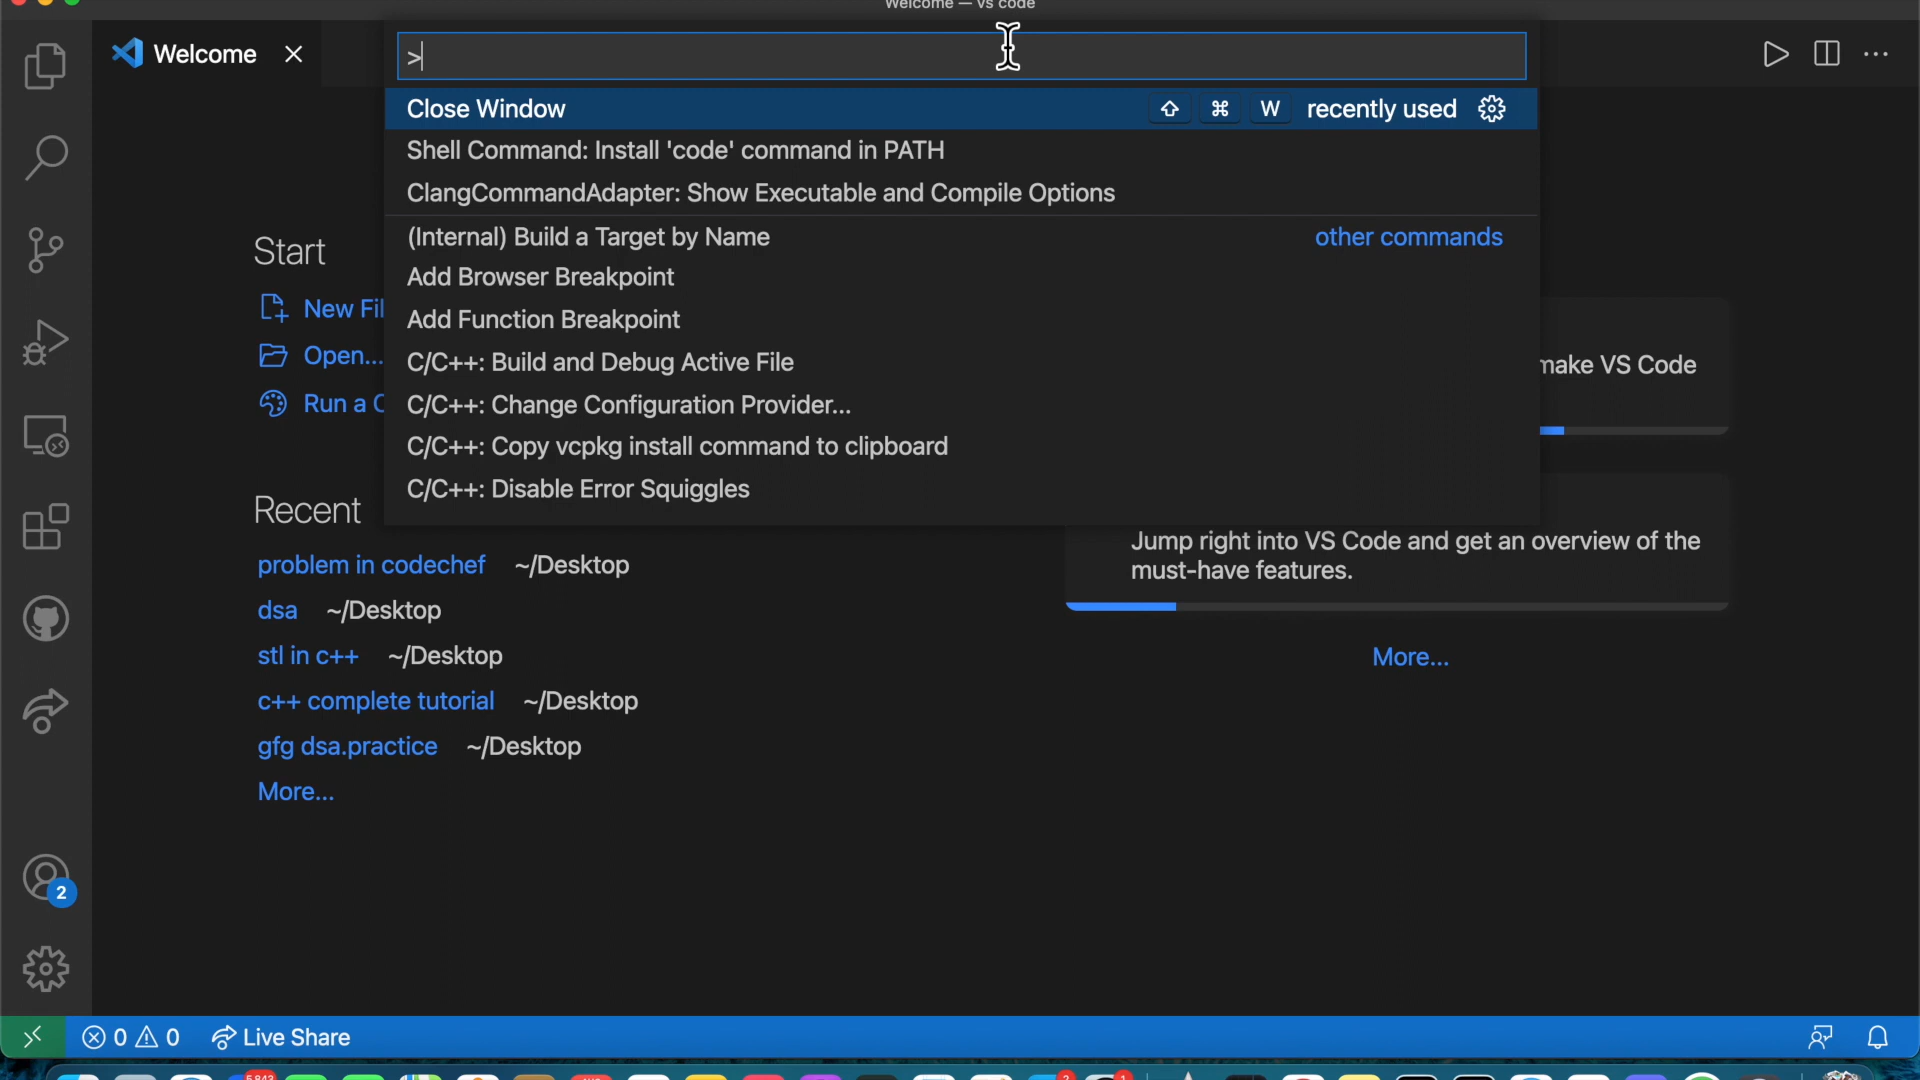 Welcome — vs code
Welcome
>
Close Window ⇧ ⌘ W recently used
Shell Command: Install 'code' command in PATH
ClangCommandAdapter: Show Executable and Compile Options
(Internal) Build a Target by Name other commands
Add Browser Breakpoint
Add Function Breakpoint
C/C++: Build and Debug Active File
C/C++: Change Configuration Provider...
C/C++: Copy vcpkg install command to clipboard
C/C++: Disable Error Squiggles
Start
New Fil
Open...
Run a C
make VS Code
Recent
problem in codechef ~/Desktop
dsa ~/Desktop
stl in c++ ~/Desktop
c++ complete tutorial ~/Desktop
gfg dsa.practice ~/Desktop
More...
Jump right into VS Code and get an overview of the
must-have features.
More...
2
0 0 Live Share
5,843 2 1